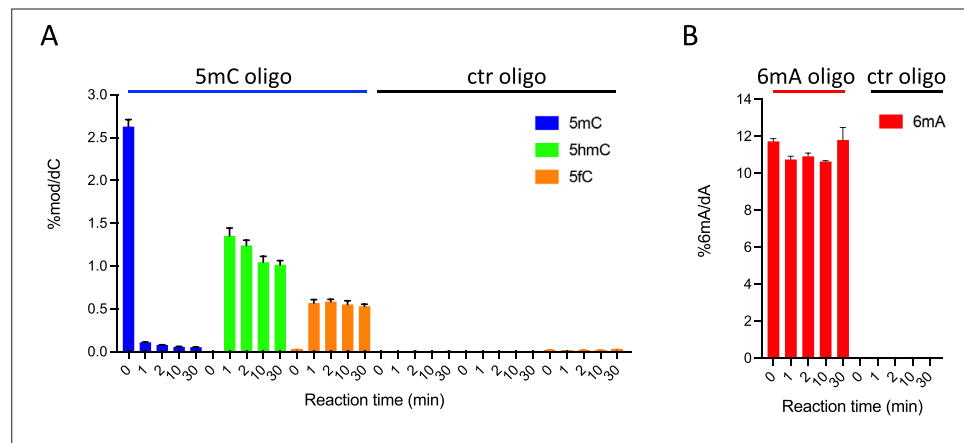 A
5mC oligo
ctr oligo
3.0
2.5
2.0
1.5
1.0
0.5
0.0
%mod/dC
5mC
5hmC
5fC
0 1 2 10 30 0 1 2 10 30 0 1 2 10 30 0 1 2 10 30 0 1 2 10 30 0 1 2 10 30
Reaction time (min)
B
6mA oligo
ctr oligo
14
12
10
8
6
4
2
0
%6mA/dA
6mA
0 1 2 10 30 0 1 2 10 30
Reaction time (min)